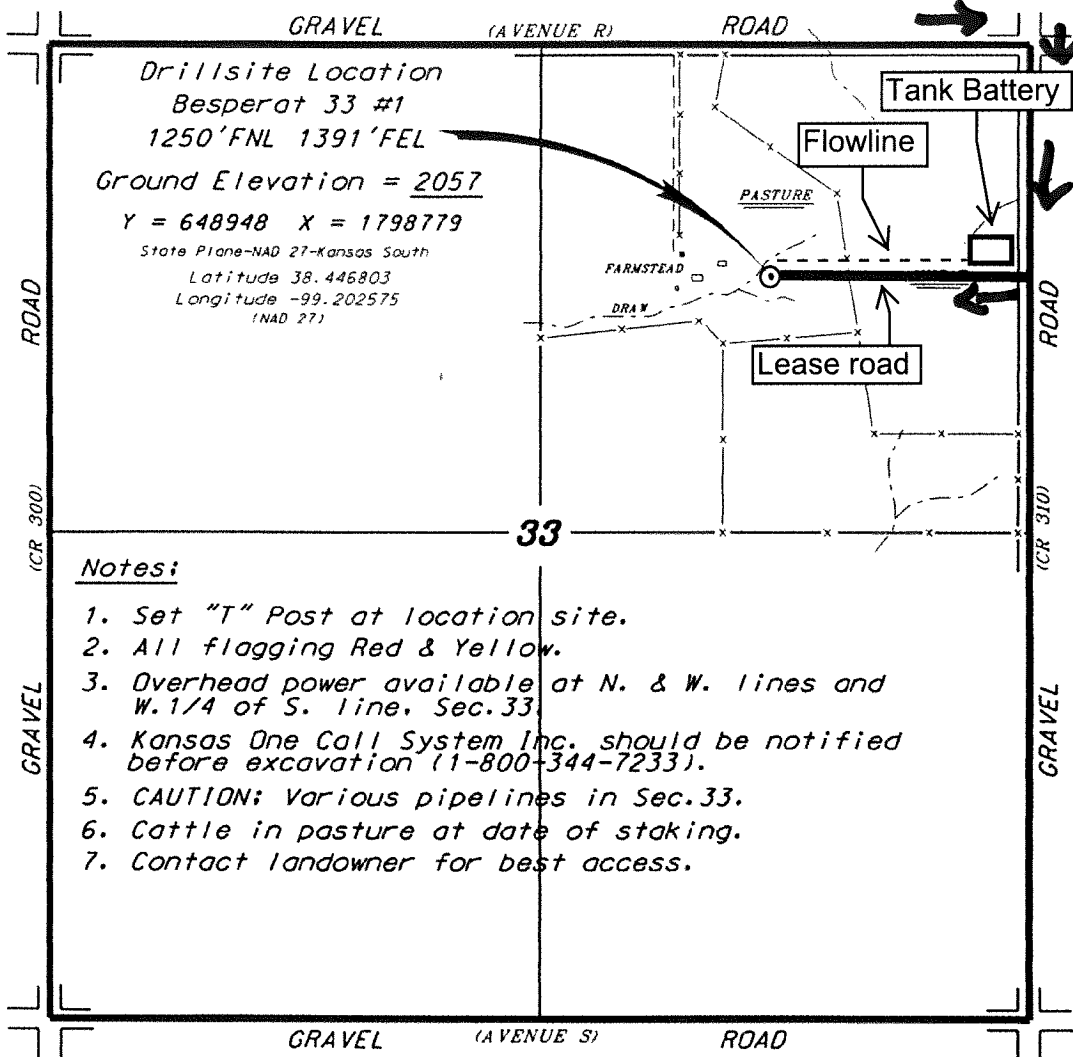 GRAVEL (AVENUE R) ROAD
Drillsite Location
Besperat 33 #1
1250'FNL 1391'FEL
Ground Elevation = 2057
Y = 648948 X = 1798779
State Plane-NAD 27-Kansas South
Latitude 38.446803
Longitude -99.202575
(NAD 27)
Tank Battery
Flowline
PASTURE
FARMSTEAD
DRAW
Lease road
ROAD
(CR 300)
GRAVEL
ROAD
(CR 310)
GRAVEL
33
Notes:
1. Set "T" Post at location site.
2. All flagging Red & Yellow.
3. Overhead power available at N. & W. lines and
W. 1/4 of S. line, Sec.33.
4. Kansas One Call System Inc. should be notified
before excavation (1-800-344-7233).
5. CAUTION: Various pipelines in Sec.33.
6. Cattle in pasture at date of staking.
7. Contact landowner for best access.
GRAVEL (AVENUE S) ROAD